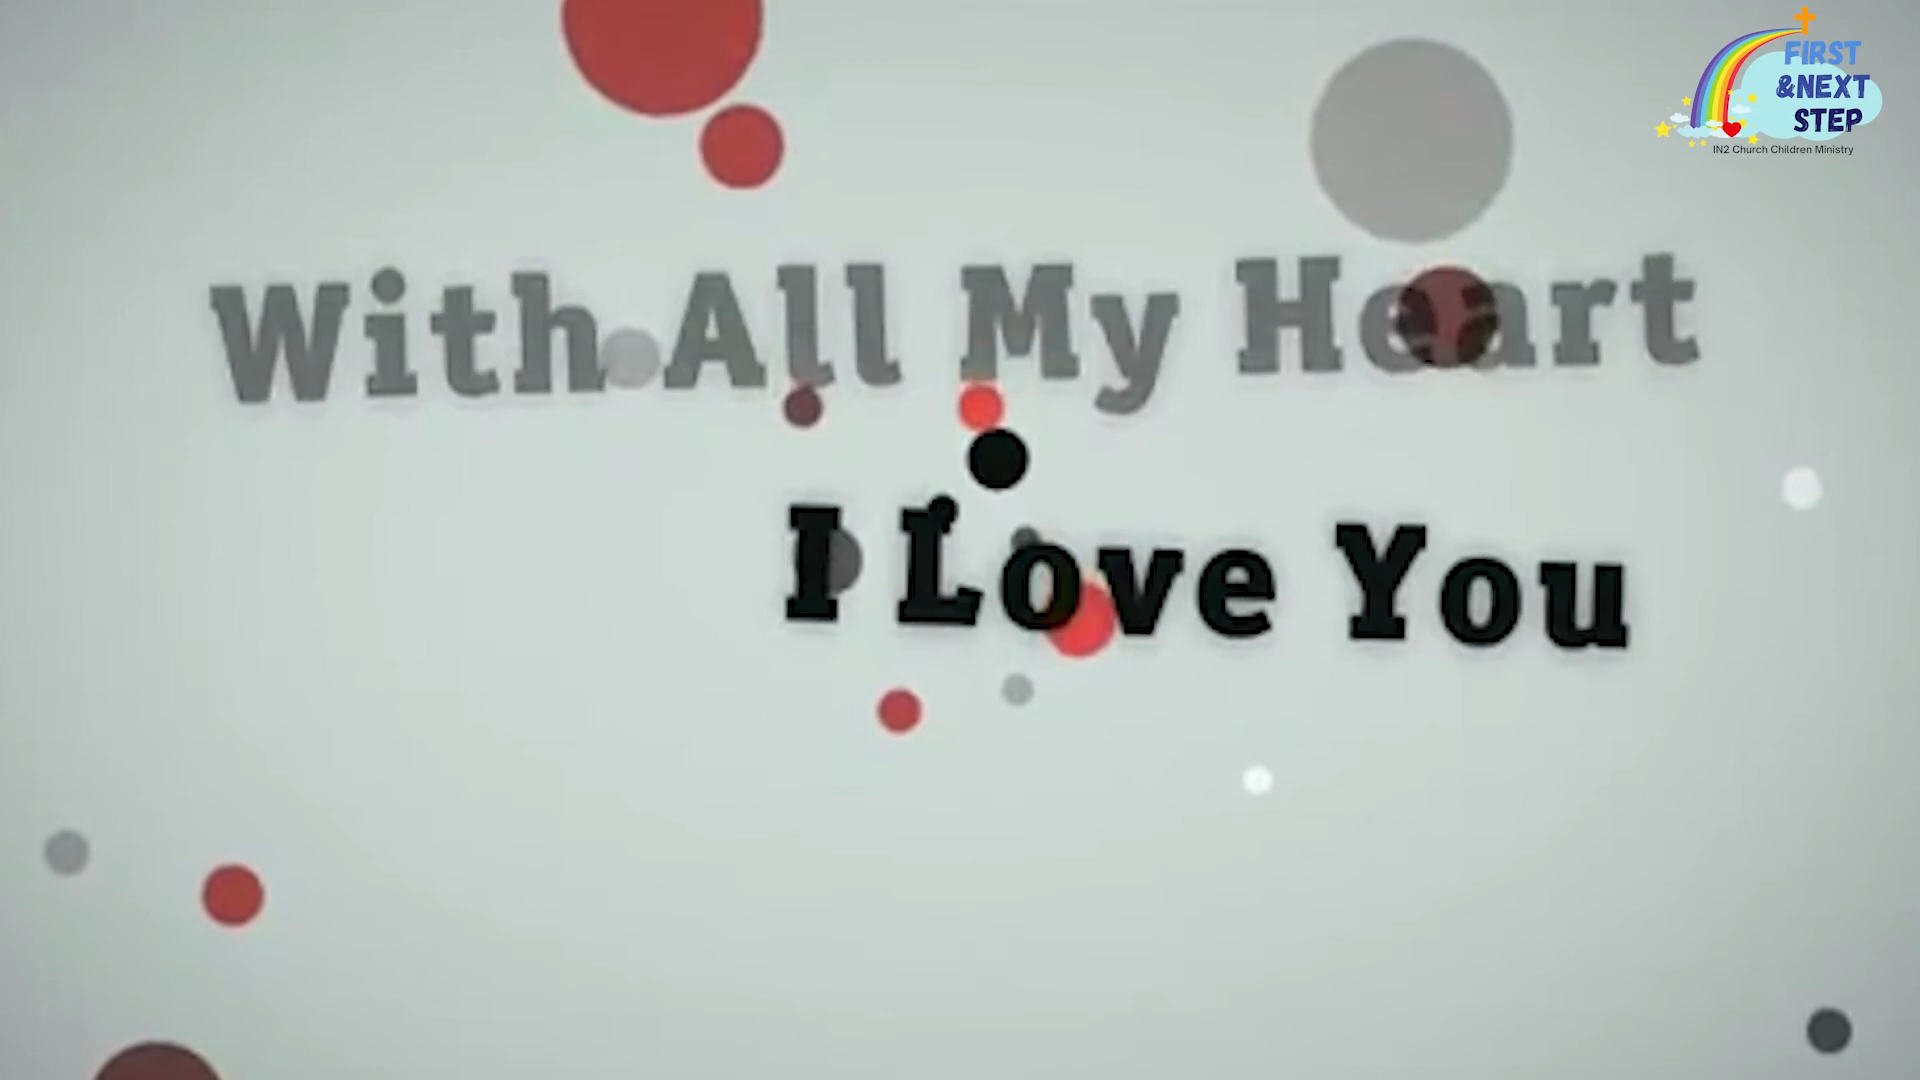 FIRST
&NEXT
STEP
IN2 Church Children Ministry
With All My Heart
I Love You